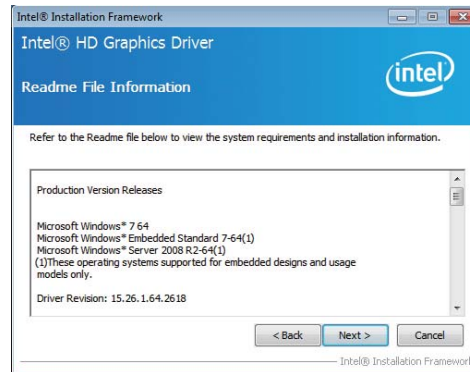 Intel® Installation Framework
Intel® HD Graphics Driver
intel
Readme File Information
Refer to the Readme file below to view the system requirements and installation information.
Production Version Releases
Microsoft Windows* 7 64
Microsoft Windows* Embedded Standard 7-64(1)
Microsoft Windows* Server 2008 R2-64(1)
(1)These operating systems supported for embedded designs and usage
models only.
Driver Revision: 15.26.1.64.2618
< Back Next > Cancel
Intel® Installation Framework